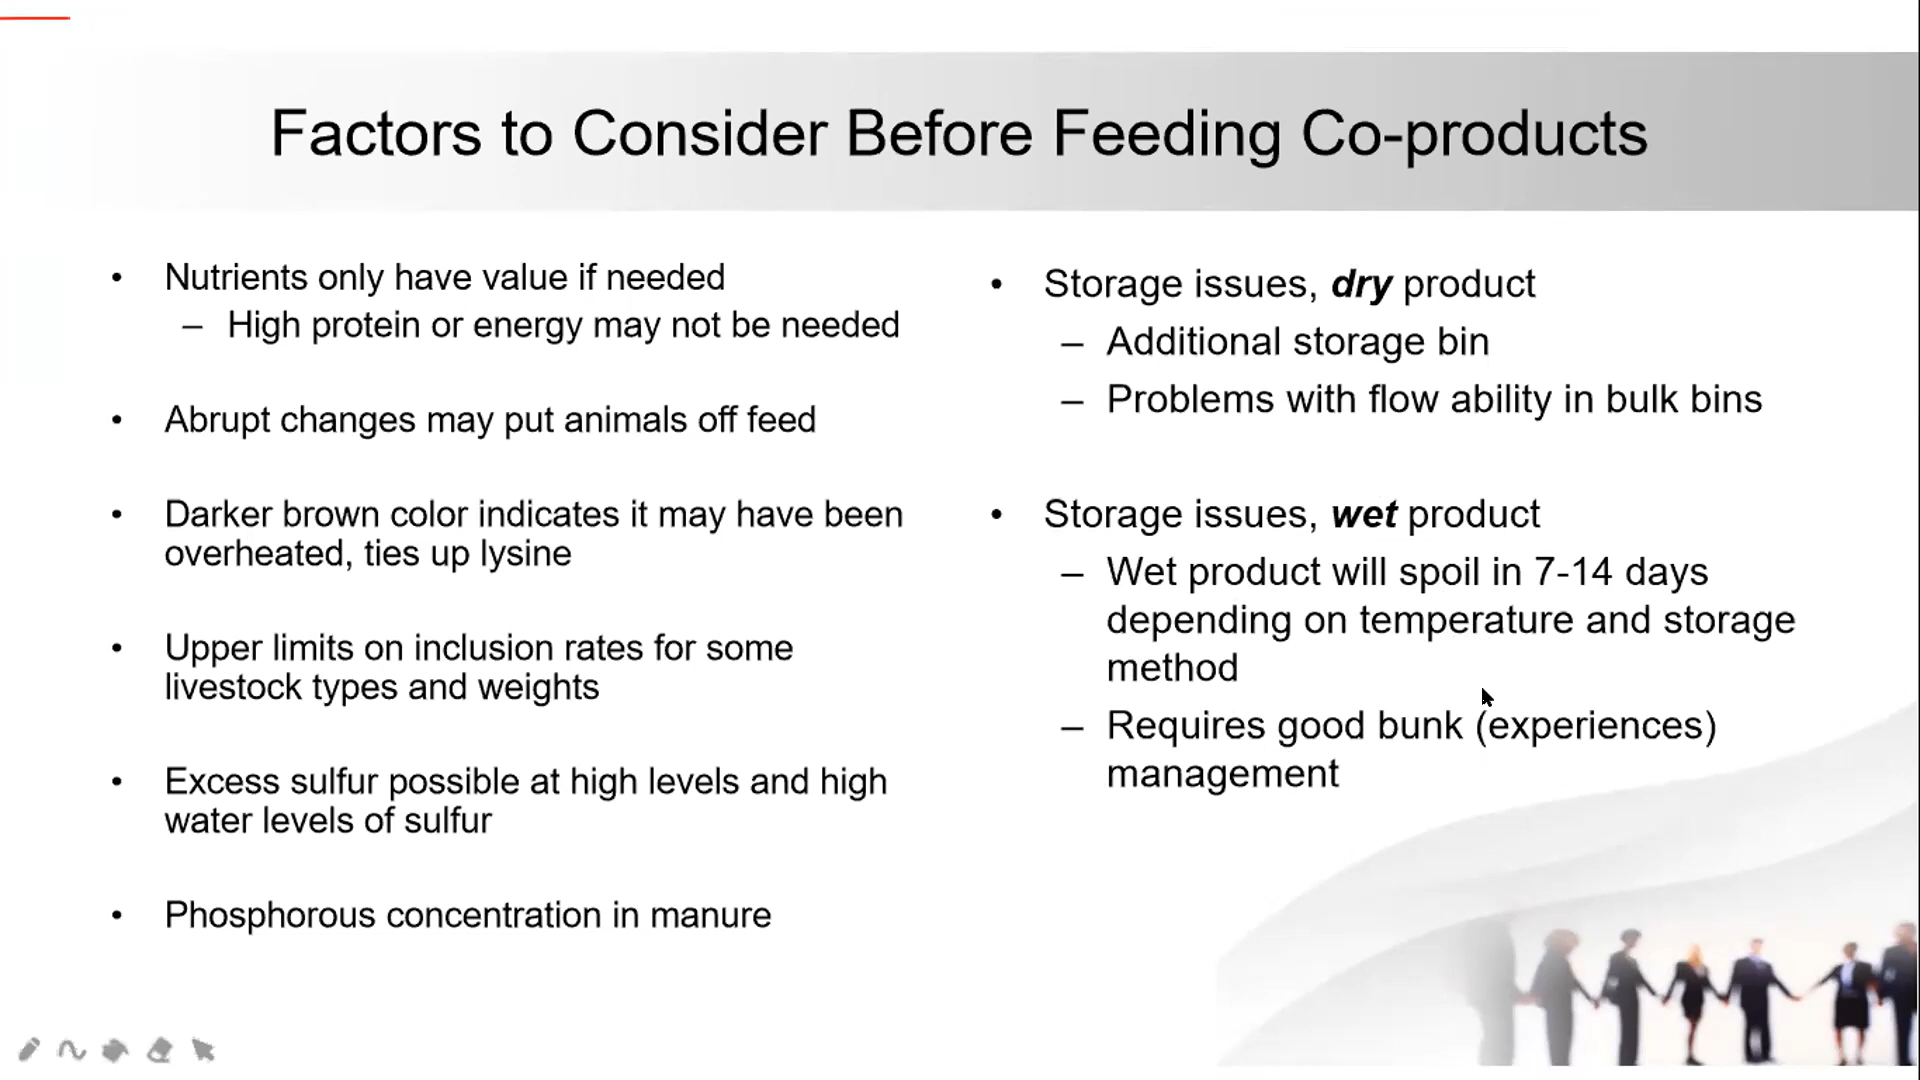 Factors to Consider Before Feeding Co-products
• Nutrients only have value if needed
– High protein or energy may not be needed
• Abrupt changes may put animals off feed
• Darker brown color indicates it may have been
overheated, ties up lysine
• Upper limits on inclusion rates for some
livestock types and weights
• Excess sulfur possible at high levels and high
water levels of sulfur
• Phosphorous concentration in manure
• Storage issues, dry product
– Additional storage bin
– Problems with flow ability in bulk bins
• Storage issues, wet product
– Wet product will spoil in 7-14 days
depending on temperature and storage
method
– Requires good bunk (experiences)
management